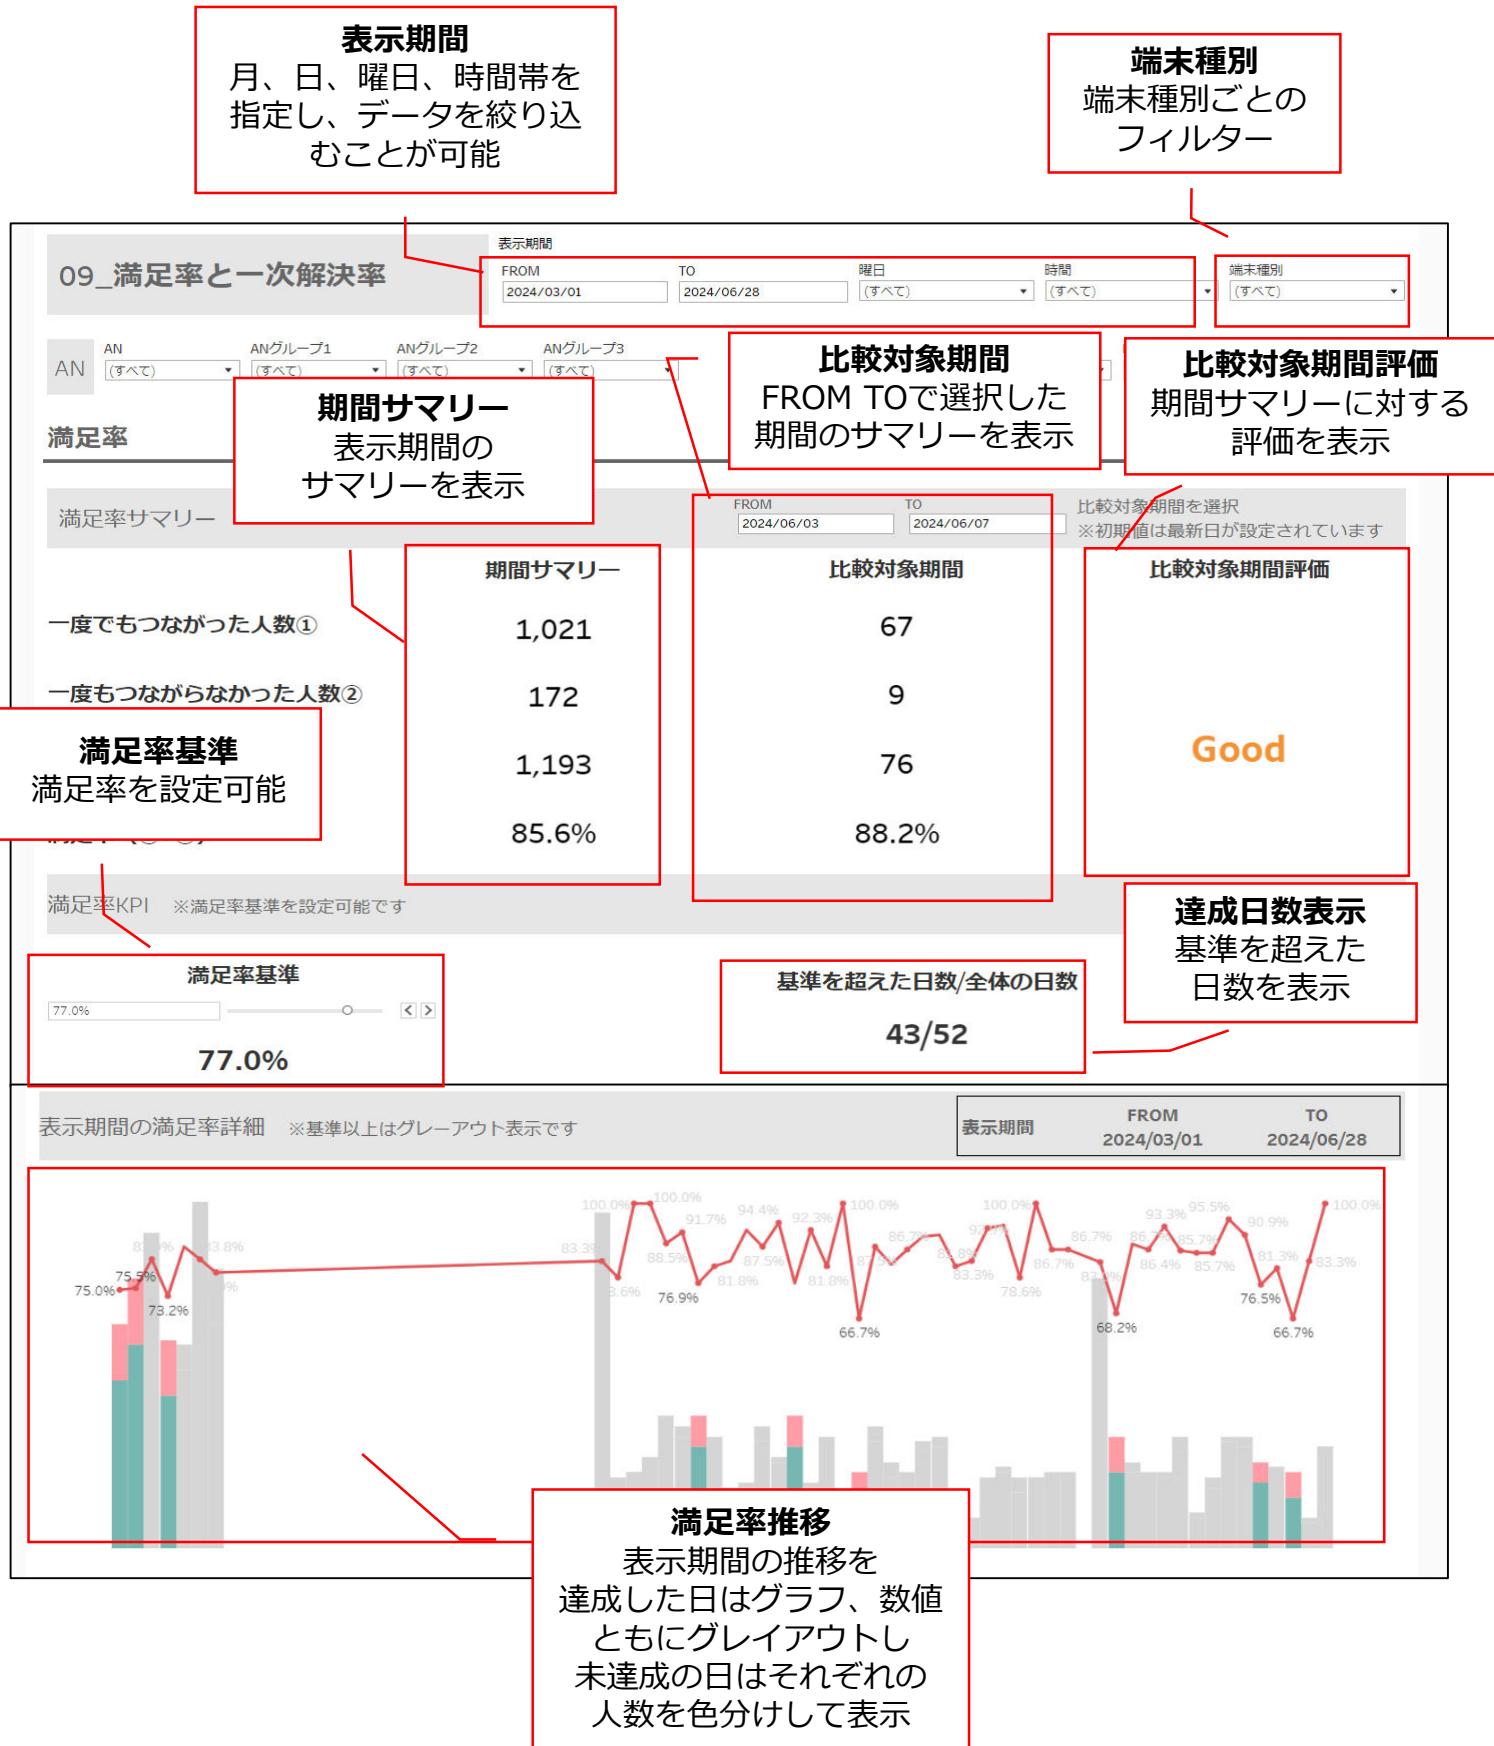 表示期間
月、日、曜日、時間帯を
指定し、データを絞り込
むことが可能
端末種別
端末種別ごとの
フィルター
09_満足率と一次解決率
表示期間
FROM
2024/03/01
TO
2024/06/28
曜日
(すべて)
時間
(すべて)
端末種別
(すべて)
AN
AN
(すべて)
ANグループ1
(すべて)
ANグループ2
(すべて)
ANグループ3
(すべて)
比較対象期間
FROM TOで選択した
期間のサマリーを表示
比較対象期間評価
期間サマリーに対する
評価を表示
期間サマリー
表示期間の
サマリーを表示
満足率
満足率サマリー
FROM
2024/06/03
TO
2024/06/07
比較対象期間を選択
※初期値は最新日が設定されています
期間サマリー
比較対象期間
比較対象期間評価
一度でもつながった人数①
1,021
67
一度もつながらなかった人数②
172
9
満足率基準
満足率を設定可能
1,193
76
Good
85.6%
88.2%
満足率KPI ※満足率基準を設定可能です
達成日数表示
基準を超えた
日数を表示
満足率基準
77.0%
77.0%
基準を超えた日数/全体の日数
43/52
表示期間の満足率詳細 ※基準以上はグレーアウト表示です
表示期間
FROM
2024/03/01
TO
2024/06/28
75.0%
75.5%
73.2%
83.3%
100.0%
100.0%
88.5%
91.7%
76.9%
81.8%
94.4%
87.5%
92.3%
81.8%
100.0%
66.7%
86.7%
83.3%
100.0%
78.6%
86.7%
86.7%
68.2%
86.4%
93.3%
85.7%
95.5%
85.7%
90.9%
76.5%
81.3%
66.7%
83.3%
100.0%
満足率推移
表示期間の推移を
達成した日はグラフ、数値
ともにグレイアウトし
未達成の日はそれぞれの
人数を色分けして表示